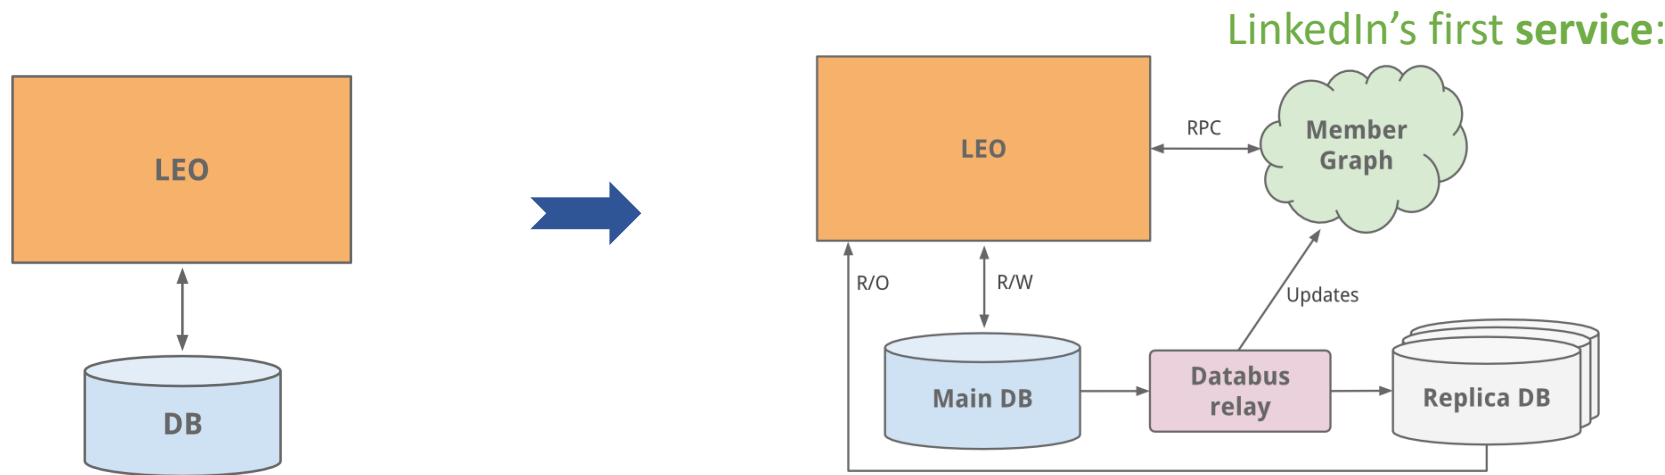 LinkedIn’s first service:
LEO
DB
LEO
RPC
Member
Graph
R/O
R/W
Updates
Main DB
Databus
relay
Replica DB